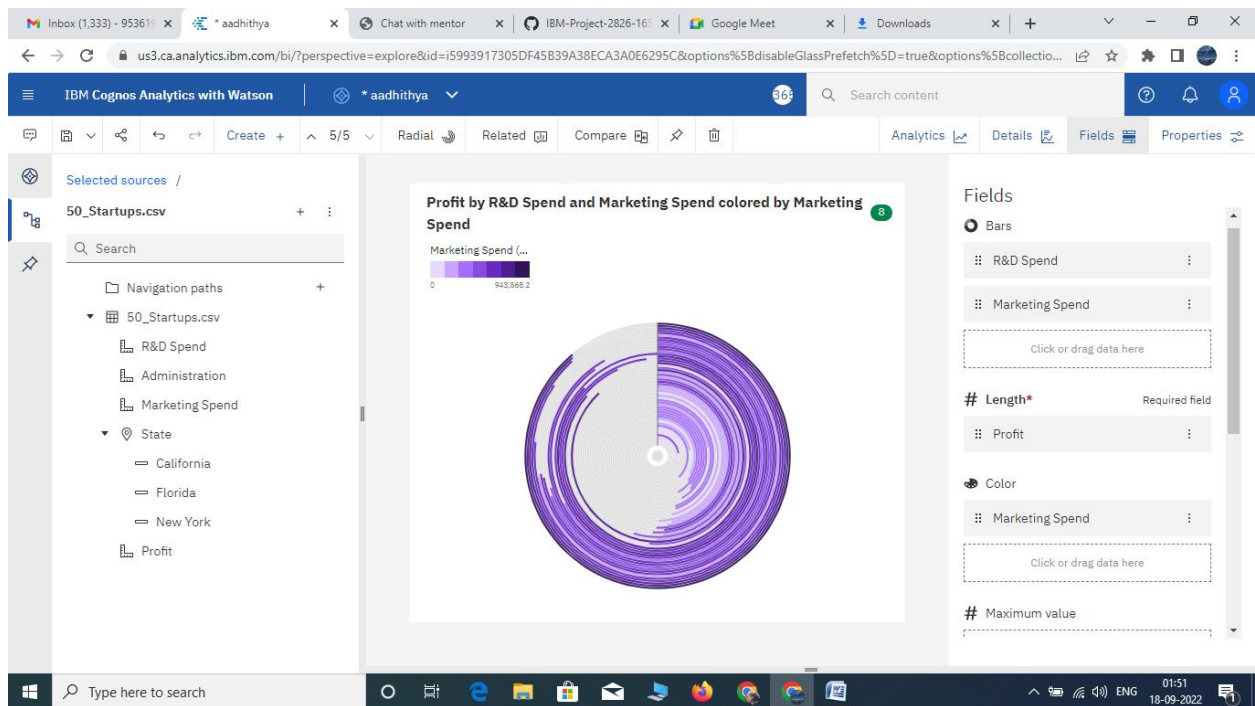 Inbox (1,333) - 95361
* aadhithya
Chat with mentor
IBM-Project-2826-165
Google Meet
Downloads
us3.ca.analytics.ibm.com/bi/?perspective=explore&id=i5993917305DF45B39A38ECA3A0E6295C&options%5BdisableGlassPrefetch%5D=true&options%5Bcollectio...
IBM Cognos Analytics with Watson
* aadhithya
Search content
Create +
5/5
Radial
Related
Compare
Analytics
Details
Fields
Properties
Selected sources /
50_Startups.csv
Search
Navigation paths
50_Startups.csv
R&D Spend
Administration
Marketing Spend
State
California
Florida
New York
Profit
Profit by R&D Spend and Marketing Spend colored by Marketing
Spend
8
Marketing Spend (...
0 943,568.2
Fields
Bars
R&D Spend
Marketing Spend
Click or drag data here
# Length* Required field
Profit
Color
Marketing Spend
Click or drag data here
# Maximum value
Type here to search
ENG
01:51
18-09-2022